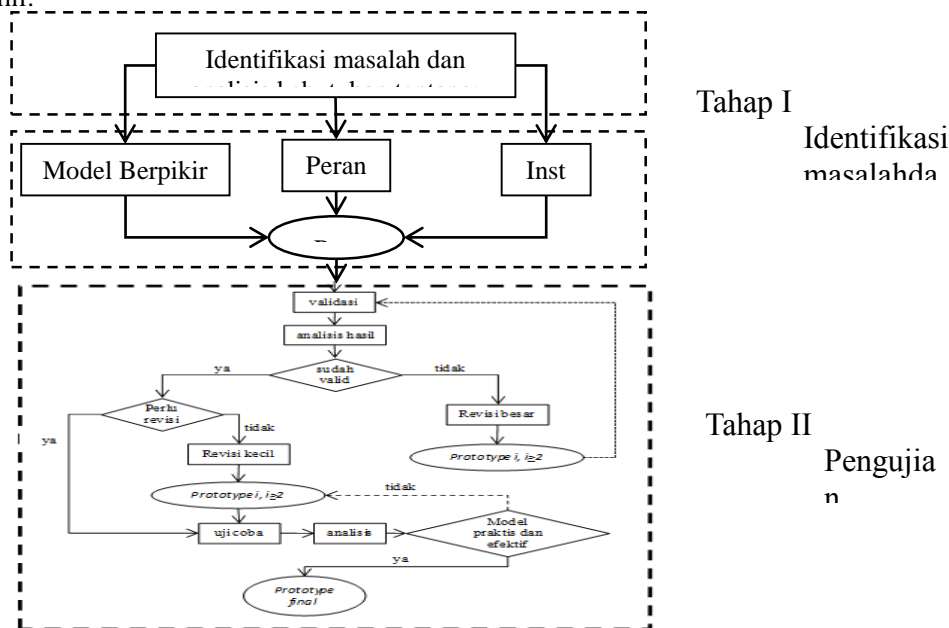 Identifikasi masalah dan
Tahap I
Identifikasi
masalahda
Model Berpikir
Peran
Inst
validasi
analisis hasil
sudah
valid
ya
tidak
Perlu
revisi
Revisi besar
ya
tidak
Revisi kecil
Prototype i, i≥2
Prototype i, i≥2
tidak
uji coba
analisis
Model
praktis dan
efektif
ya
Prototype
final
Tahap II
Pengujia
n